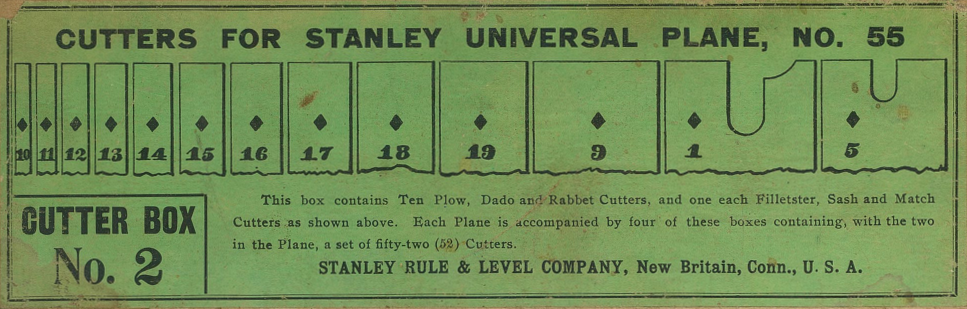 CUTTERS FOR STANLEY UNIVERSAL PLANE, NO. 55
10 11 12 13 14 15 16 17 18 19 9 1 5
CUTTER BOX
No. 2
This box contains Ten Plow, Dado and Rabbet Cutters, and one each Filletster, Sash and Match
Cutters as shown above. Each Plane is accompanied by four of these boxes containing, with the two
in the Plane, a set of fifty-two (52) Cutters.
STANLEY RULE & LEVEL COMPANY, New Britain, Conn., U. S. A.